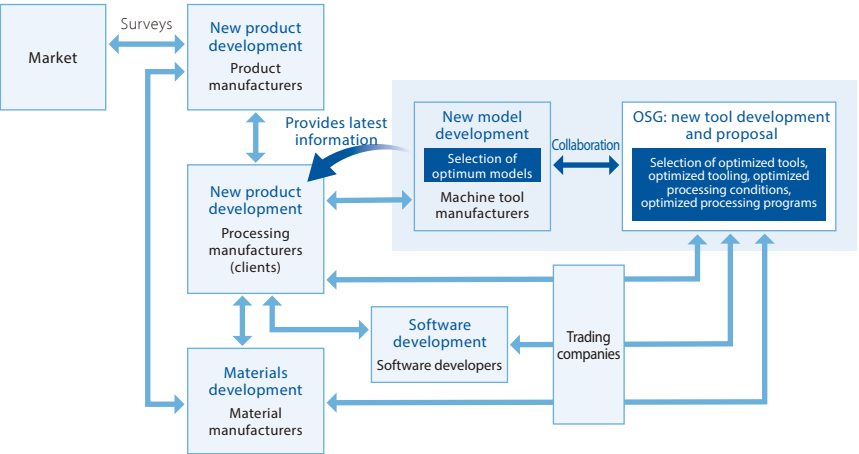 Market
Surveys
New product
development
Product
manufacturers
Provides latest
information
New model
development
Selection of
optimum models
Machine tool
manufacturers
Collaboration
OSG: new tool development
and proposal
Selection of optimized tools,
optimized tooling, optimized
processing conditions,
optimized processing programs
New product
development
Processing
manufacturers
(clients)
Software
development
Software developers
Trading
companies
Materials
development
Material
manufacturers